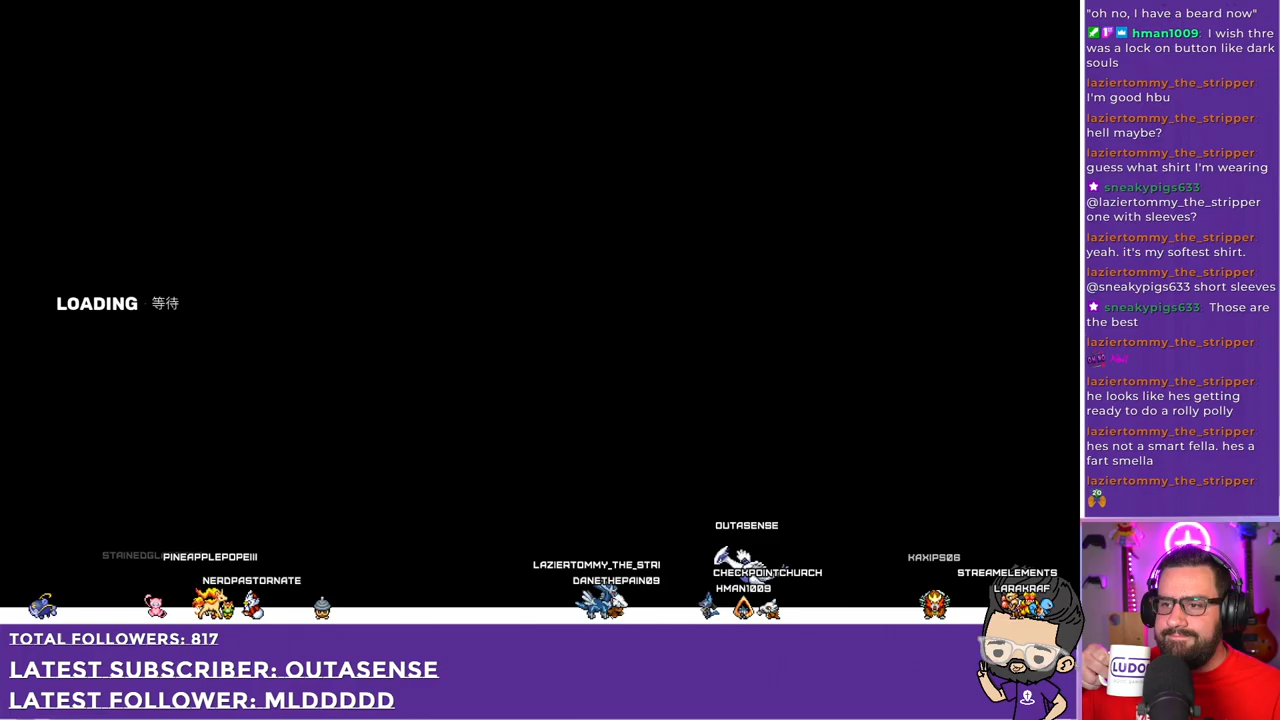 "oh no, I have a beard now"
hman1009: I wish thre
was a lock on button like dark
souls
laziertommy_the_stripper:
I'm good hbu
laziertommy_the_stripper:
hell maybe?
laziertommy_the_stripper:
guess what shirt I'm wearing
sneakypigs633:
@laziertommy_the_stripper
one with sleeves?
laziertommy_the_stripper:
yeah. it's my softest shirt.
laziertommy_the_stripper:
@sneakypigs633 short sleeves
sneakypigs633: Those are
the best
laziertommy_the_stripper:
laziertommy_the_stripper:
he looks like hes getting
ready to do a rolly polly
laziertommy_the_stripper:
hes not a smart fella. hes a
fart smella
laziertommy_the_stripper:
20
LOADING - 等待
OUTASENSE
PINEAPPLEPOPEIII
KAXIPS06
LAZIERTOMMY_THE_STRI
CHECKPOINTCHURCH
STREAMELEMENTS
NERDPASTORNATE
DANETHEPAIN09
HMAN1009
LARAKRAF
TOTAL FOLLOWERS: 817
LATEST SUBSCRIBER: OUTASENSE
LATEST FOLLOWER: MLDDDDD
LUDO